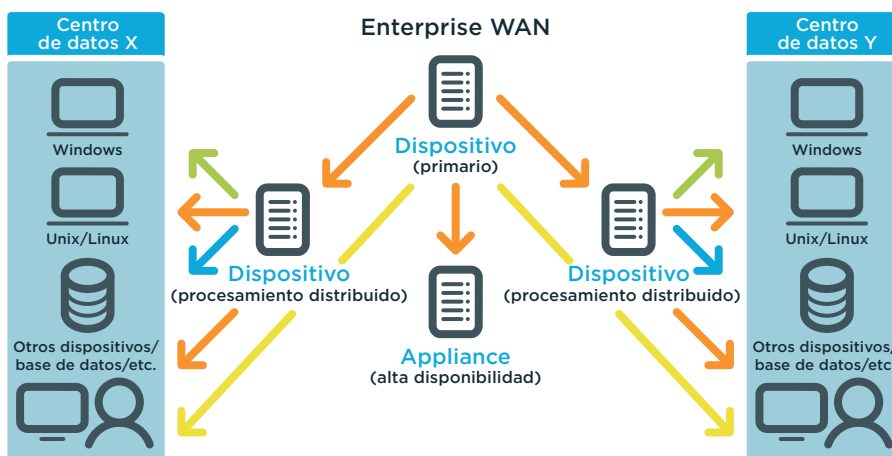 Centro
de datos X
Windows
Unix/Linux
Otros dispositivos/
base de datos/etc.
Enterprise WAN
Dispositivo
(primario)
Dispositivo
(procesamiento distribuido)
Dispositivo
(procesamiento distribuido)
Appliance
(alta disponibilidad)
Centro
de datos Y
Windows
Unix/Linux
Otros dispositivos/
base de datos/etc